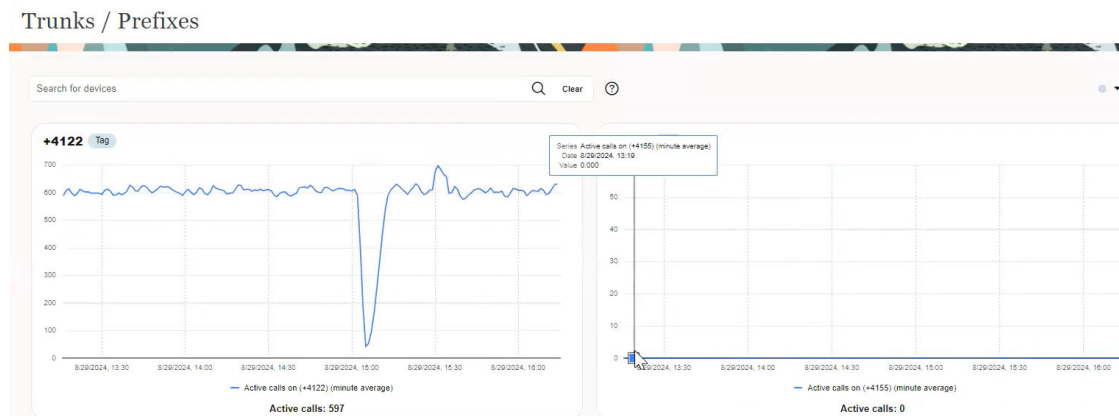 Trunks / Prefixes
Search for devices
Clear
?
+4122 Tag
700
600
500
400
300
200
100
0
8/29/2024, 13:30 8/29/2024, 14:00 8/29/2024, 14:30 8/29/2024, 15:00 8/29/2024, 15:30 8/29/2024, 16:00
Active calls on (+4122) (minute average)
Active calls: 597
Series Active calls on (+4155) (minute average)
Date 8/29/2024, 13:19
Value 0.000
50
40
30
20
10
0
8/29/2024, 14:00 8/29/2024, 14:30 8/29/2024, 15:00 8/29/2024, 15:30 8/29/2024, 16:00
Active calls on (+4155) (minute average)
Active calls: 0